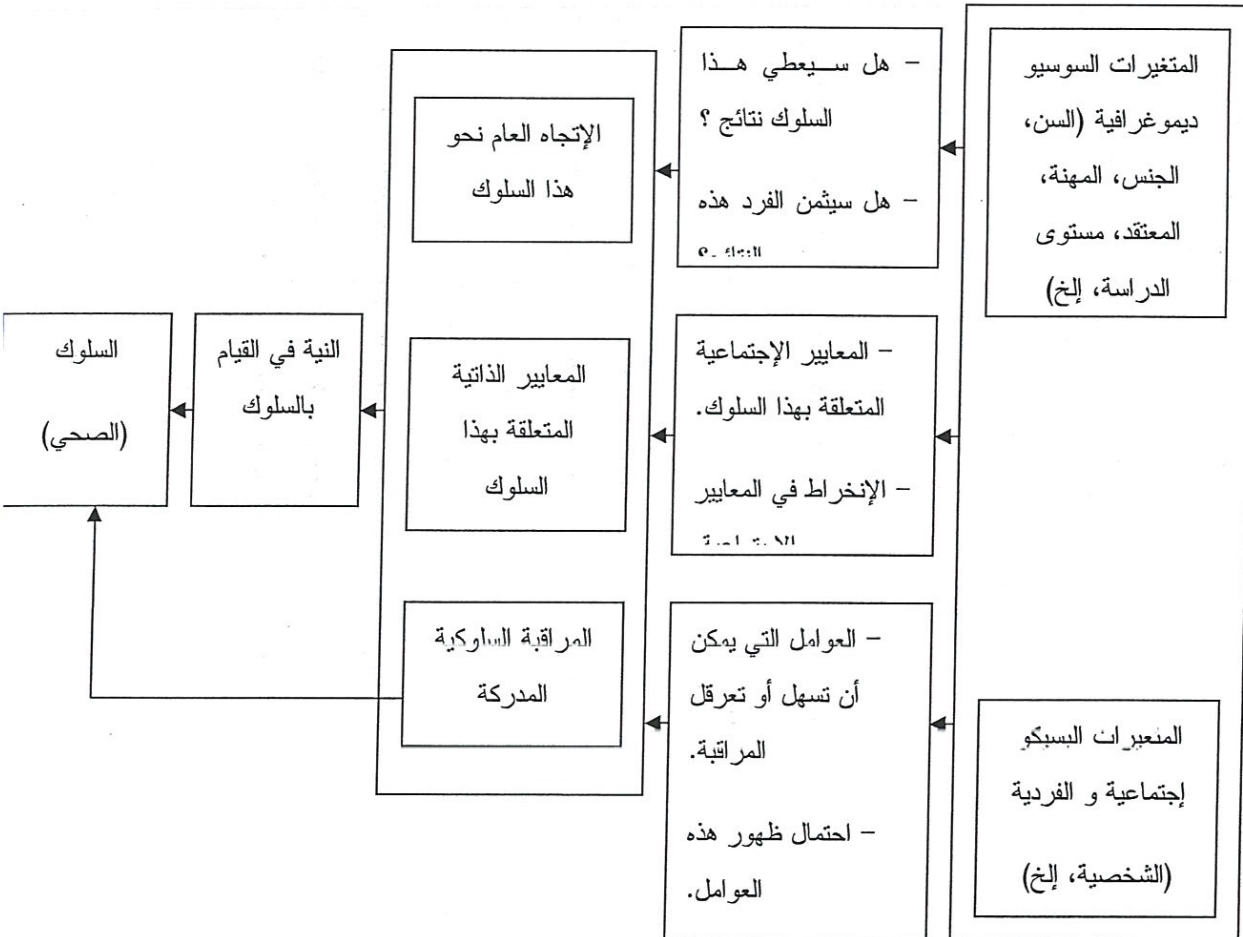 المتغيرات السوسيو
ديموغرافية (السن،
الجنس، المهنة،
المعتقد، مستوى
الدراسة، إلخ)
المتغيرات البسيكو
إجتماعية و الفردية
(الشخصية، إلخ)
- هل سيعطي هذا
السلوك نتائج ؟
- هل سيثمن الفرد هذه
- المعايير الإجتماعية
المتعلقة بهذا السلوك.
- الإنخراط في المعايير
- العوامل التي يمكن
أن تسهل أو تعرقل
المراقبة.
- احتمال ظهور هذه
العوامل.
الإتجاه العام نحو
هذا السلوك
المعايير الذاتية
المتعلقة بهذا
السلوك
المراقبة السلوكية
المدركة
النية في القيام
بالسلوك
السلوك
(الصحي)